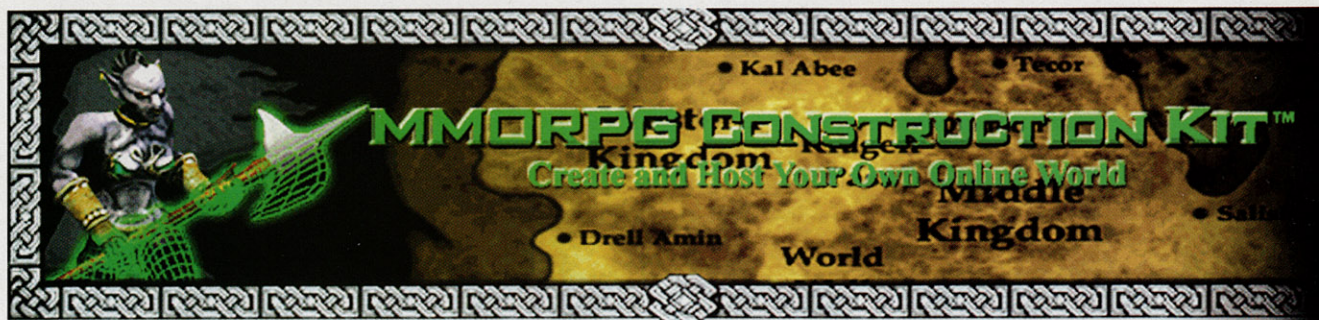 • Kal Abee
• Tecor
MMORPG CONSTRUCTION KIT™
Kingdom
Create and Host Your Own Online World
Middle
Kingdom
• Drell Amin
World